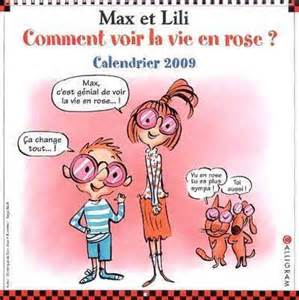 Max et Lili
Comment voir la vie en rose ?
Calendrier 2009
Max,
c'est génial de voir
la vie en rose... !
Ça change
tout... !
Vu en rose
tu es plus
sympa !
Toi
aussi !
CALLIGRAM